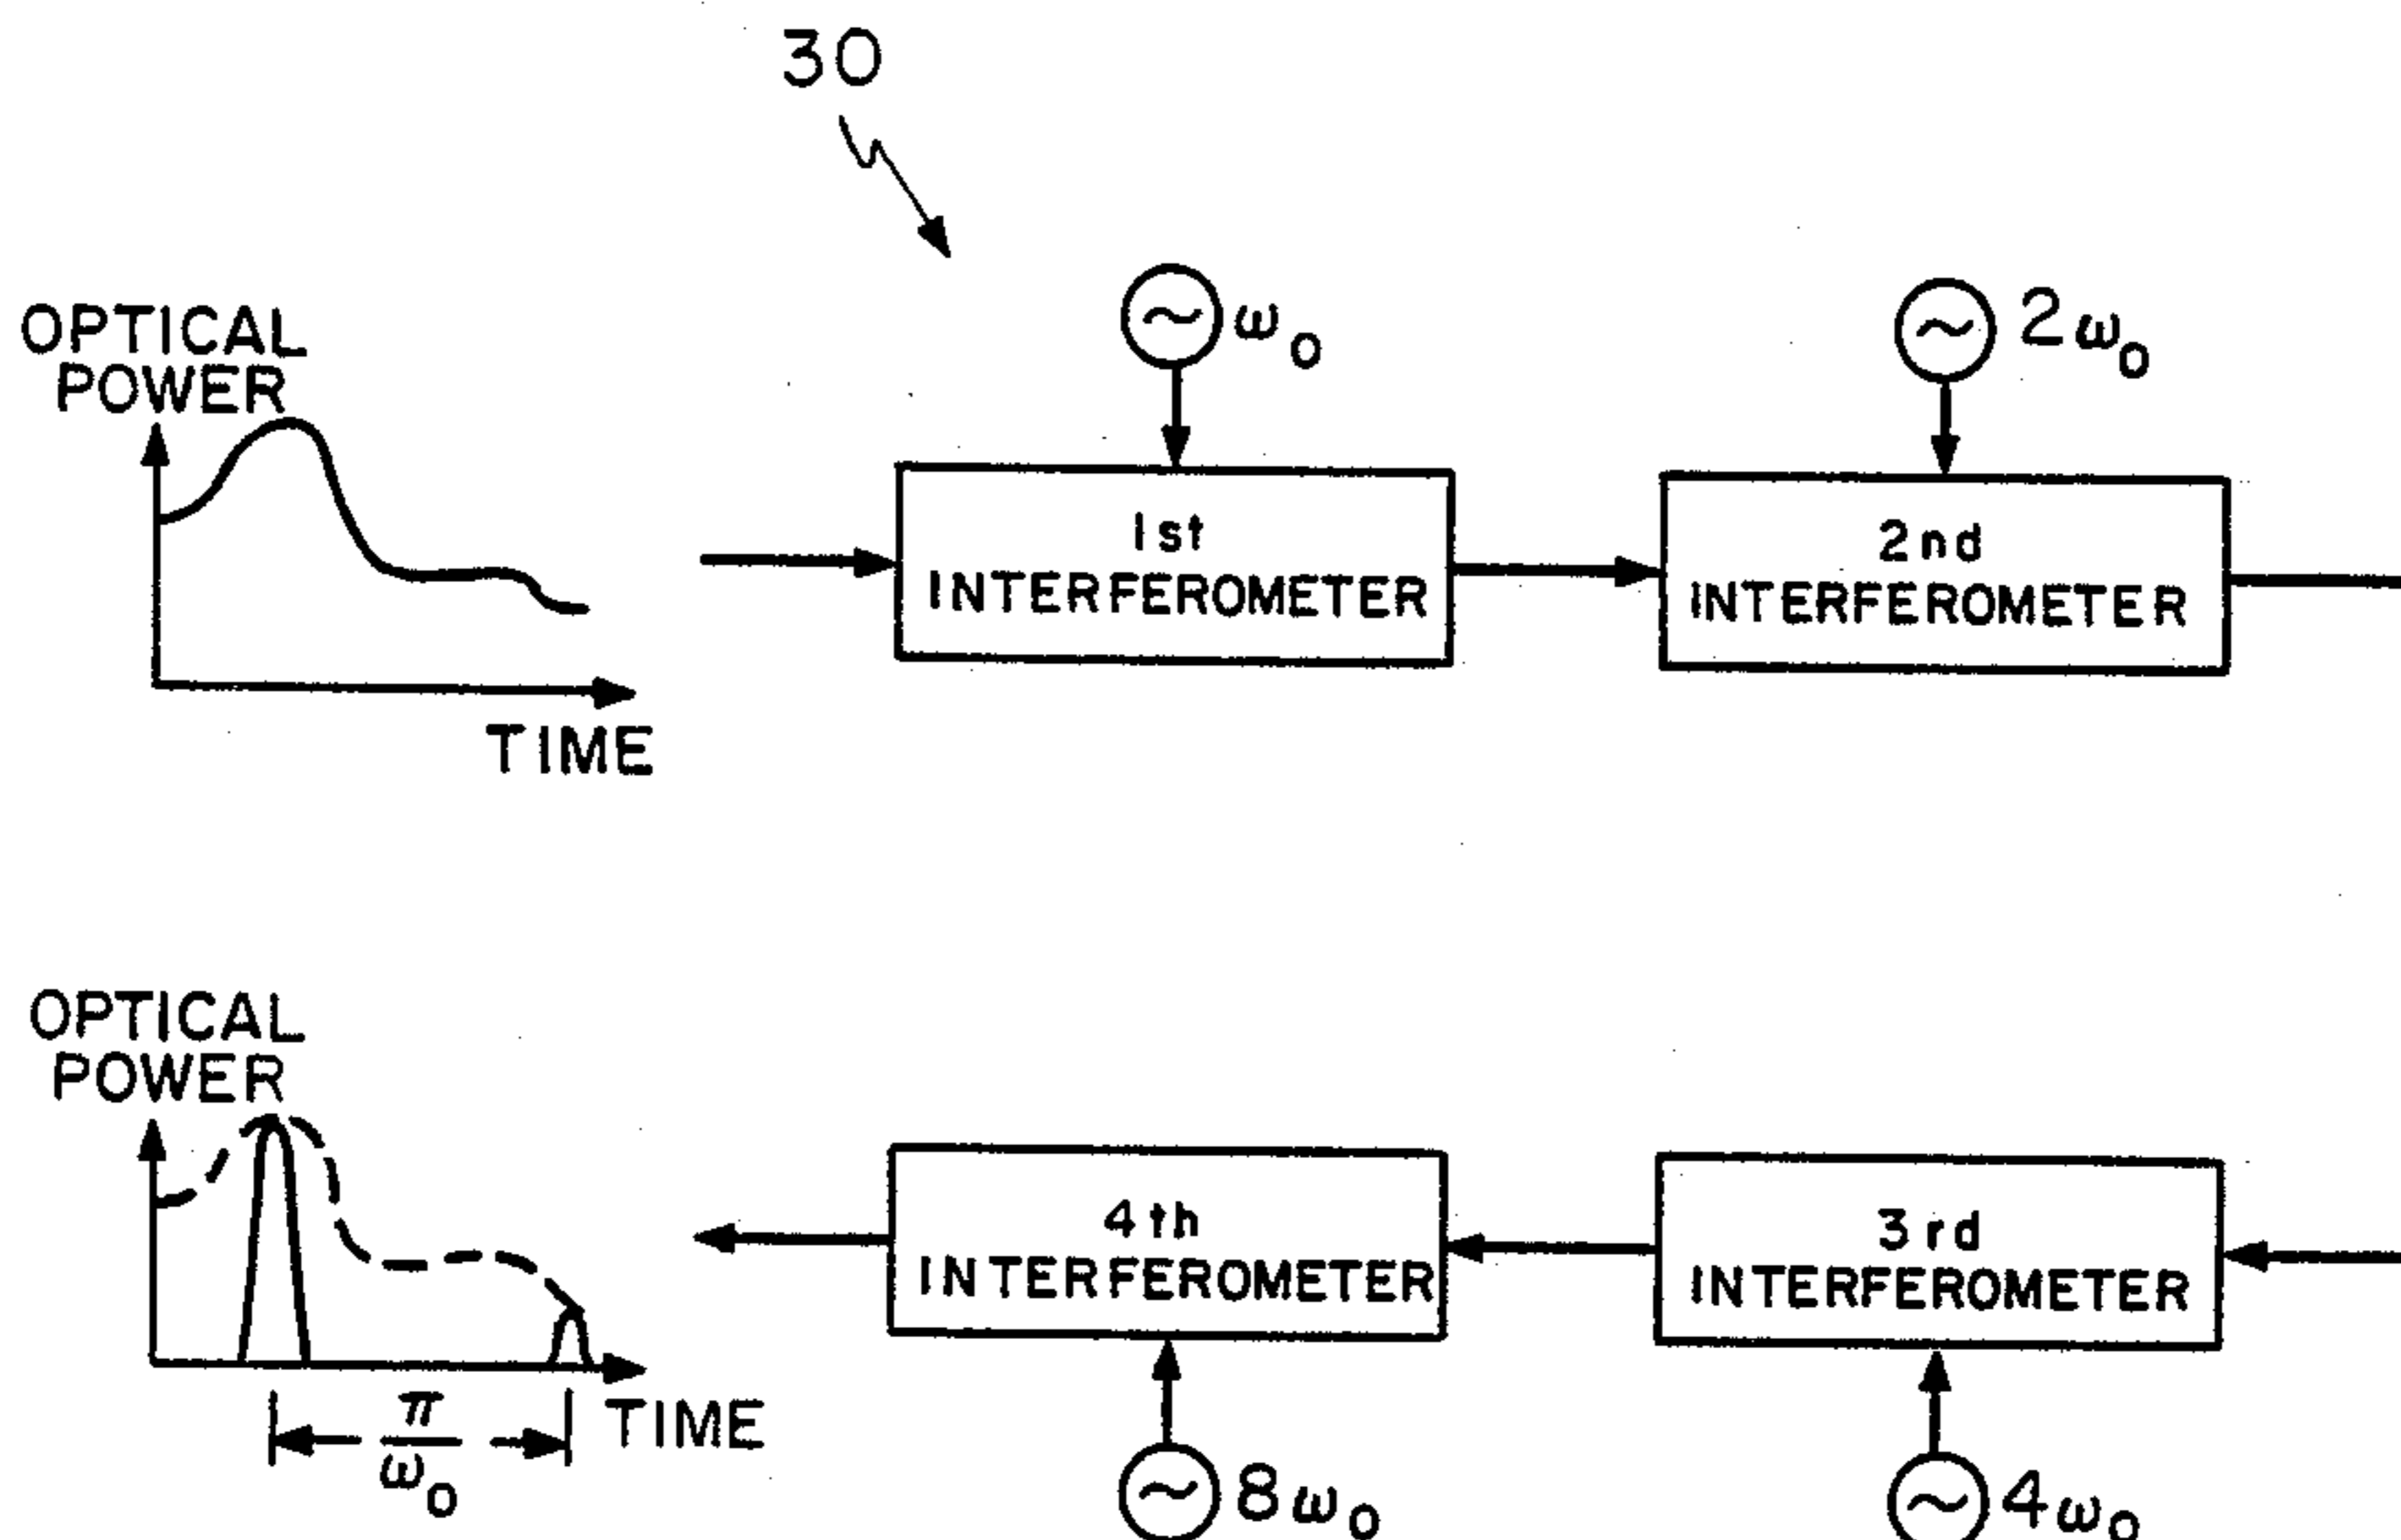 30
OPTICAL
POWER
TIME
ω₀
2ω₀
1st
INTERFEROMETER
2nd
INTERFEROMETER
OPTICAL
POWER
TIME
π
ω₀
4th
INTERFEROMETER
3rd
INTERFEROMETER
8ω₀
4ω₀